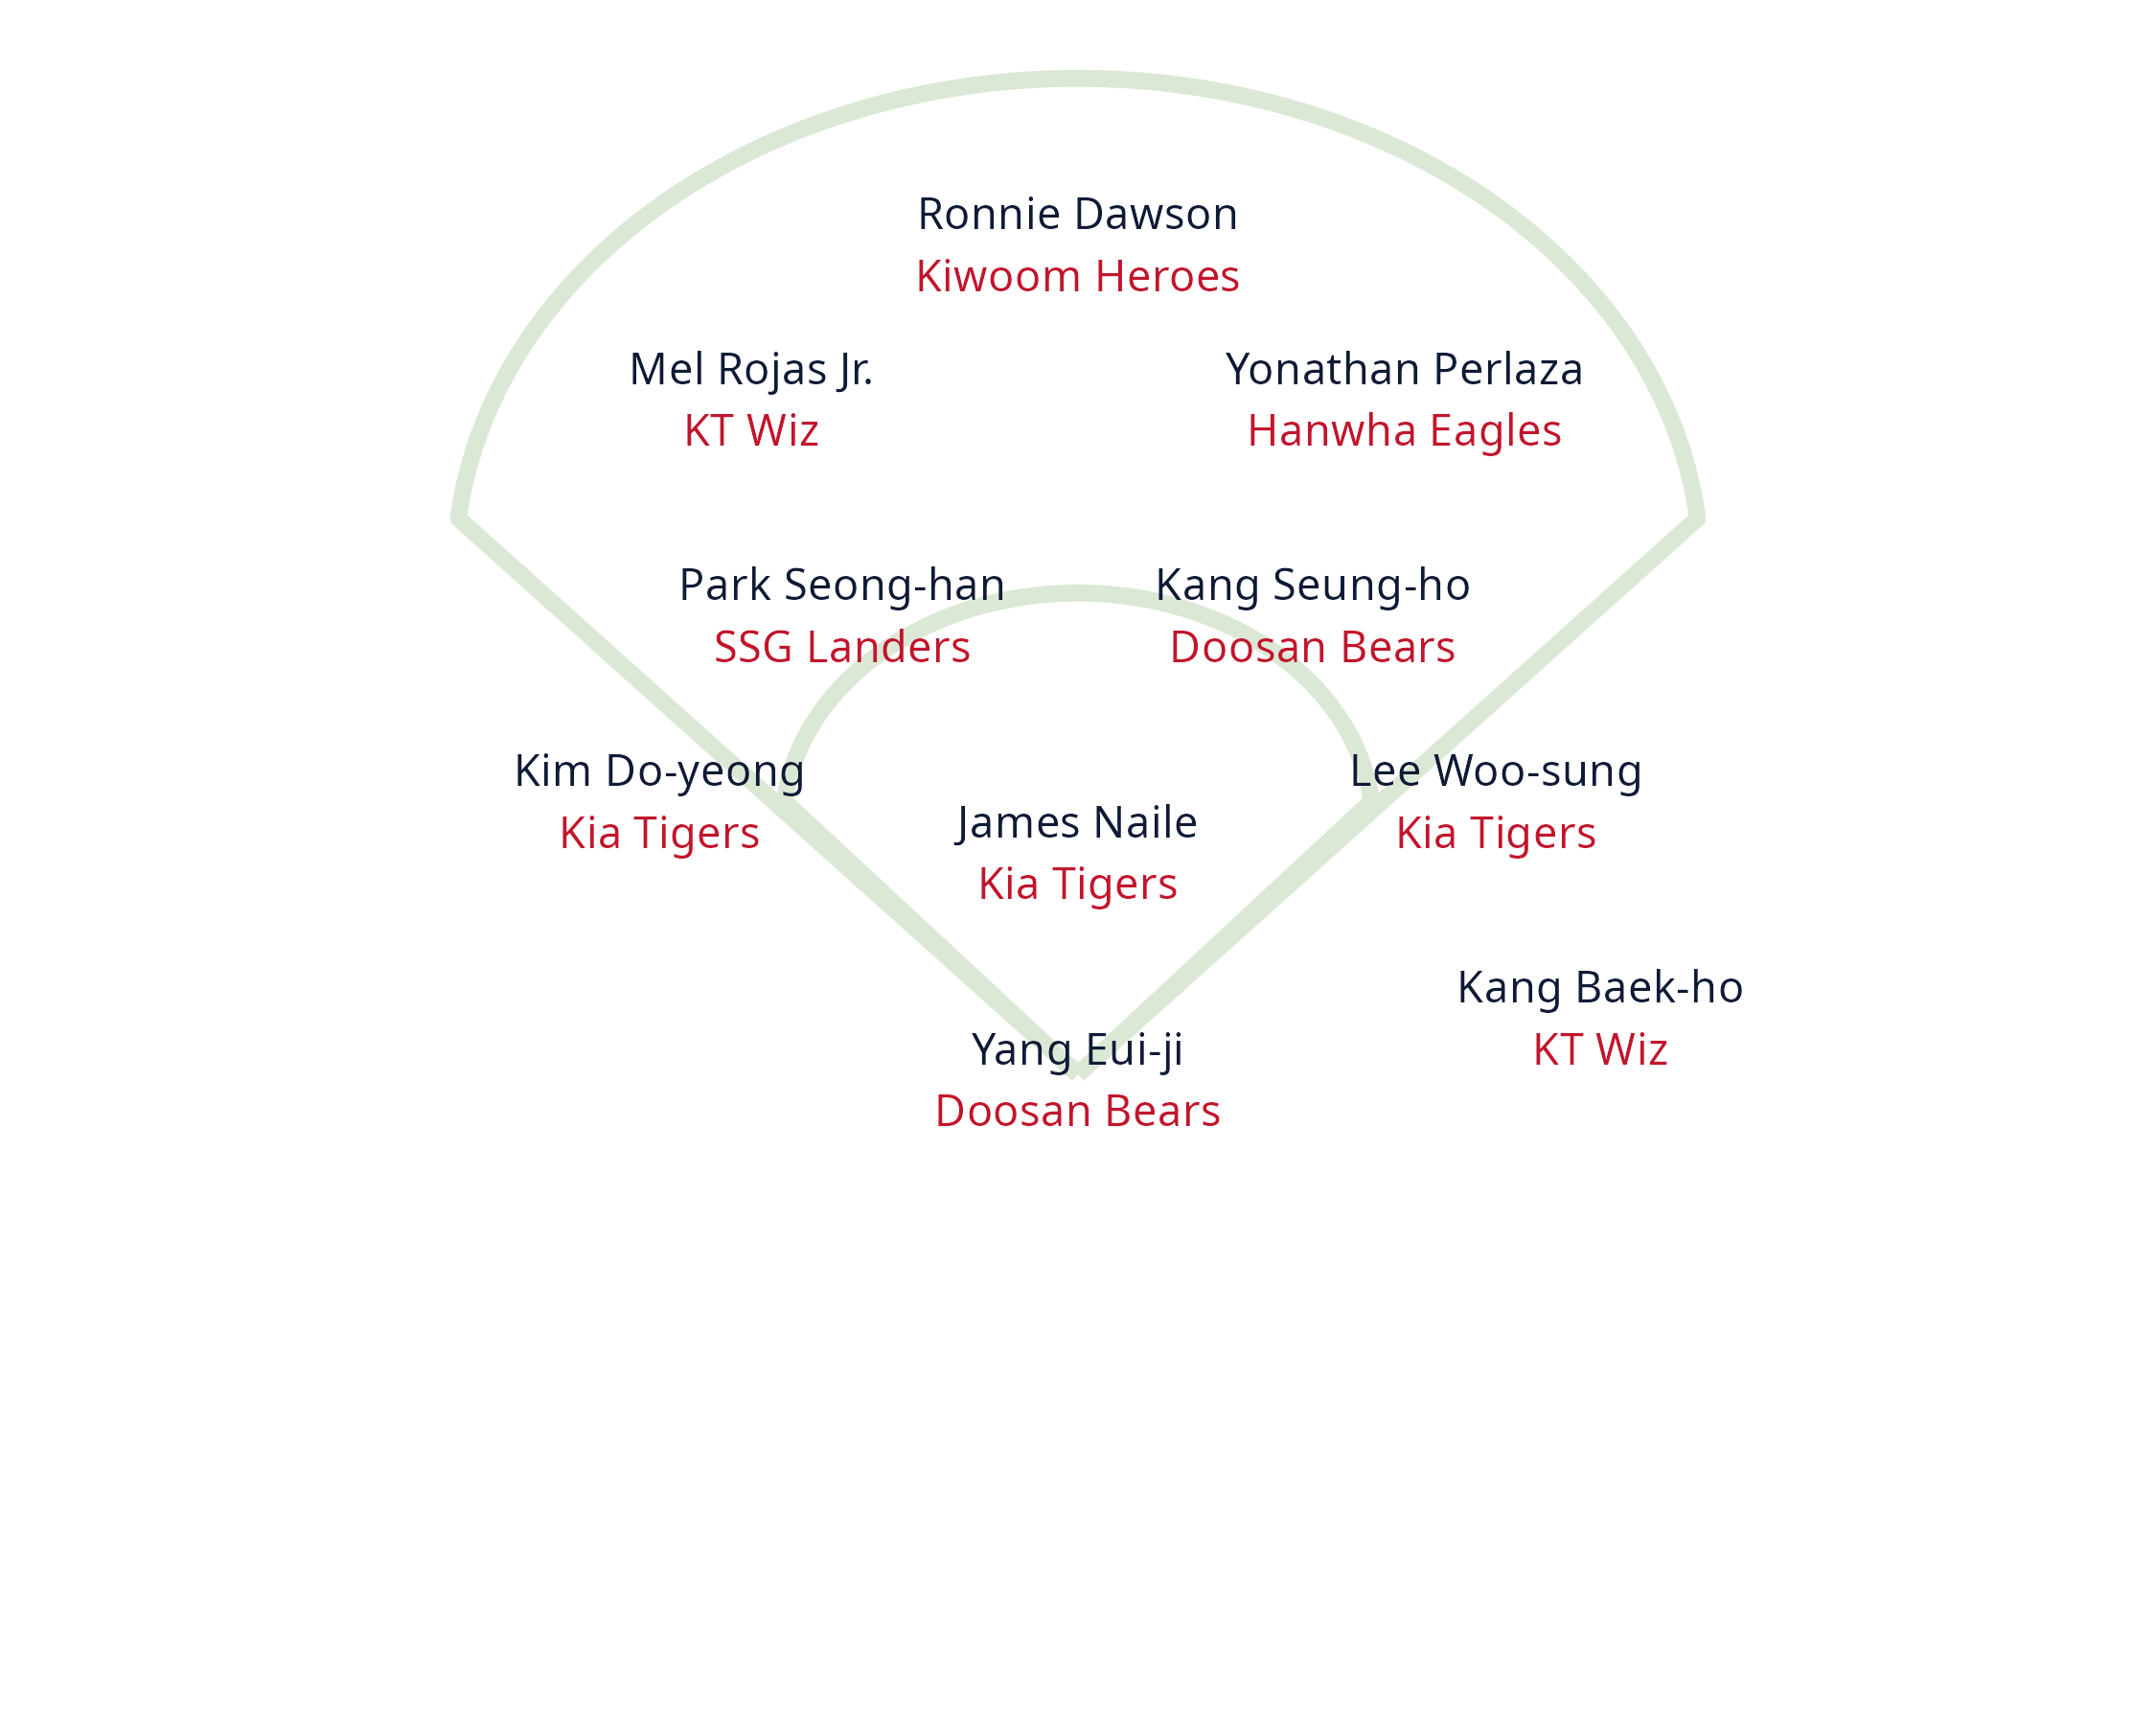 Ronnie Dawson
Kiwoom Heroes
Mel Rojas Jr.
KT Wiz
Yonathan Perlaza
Hanwha Eagles
Park Seong-han
SSG Landers
Kang Seung-ho
Doosan Bears
Kim Do-yeong
Kia Tigers
Lee Woo-sung
Kia Tigers
James Naile
Kia Tigers
Kang Baek-ho
KT Wiz
Yang Eui-ji
Doosan Bears